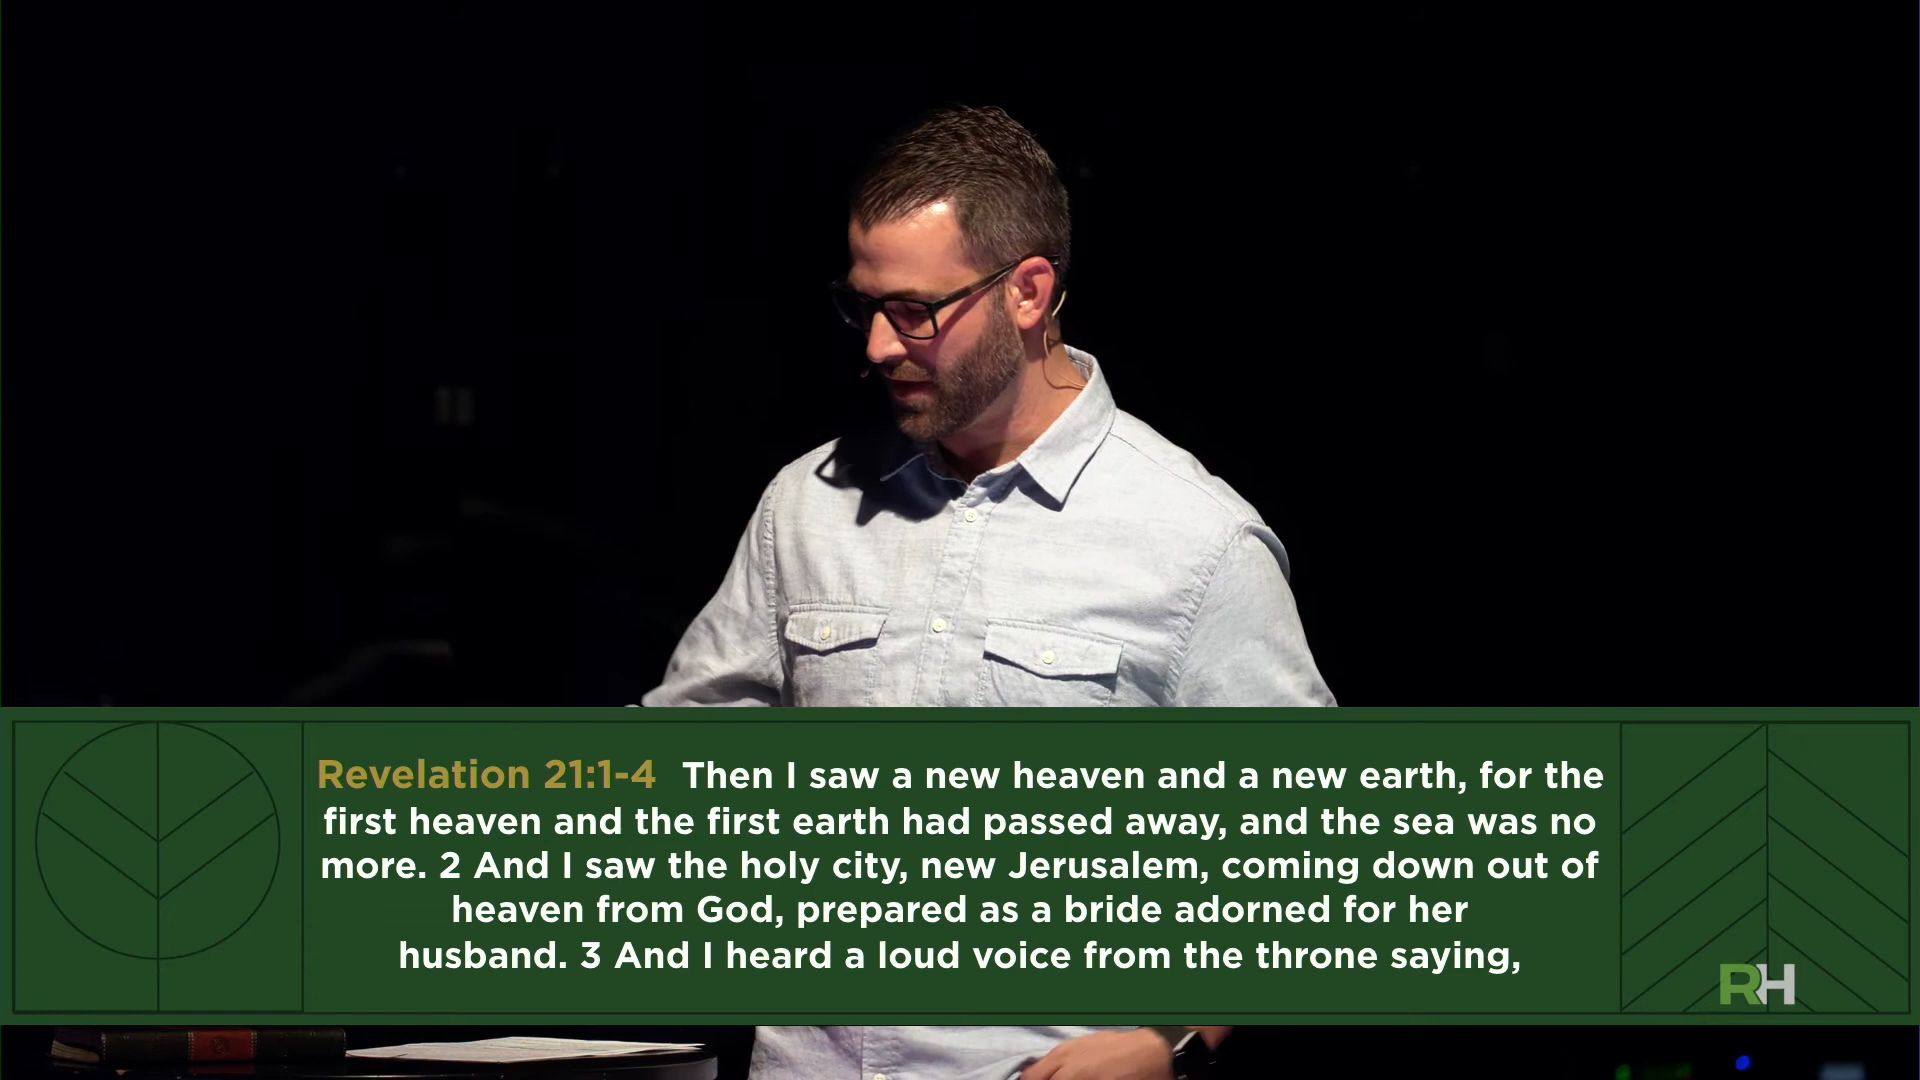 Revelation 21:1-4 Then I saw a new heaven and a new earth, for the
first heaven and the first earth had passed away, and the sea was no
more. 2 And I saw the holy city, new Jerusalem, coming down out of
heaven from God, prepared as a bride adorned for her
husband. 3 And I heard a loud voice from the throne saying,
RH